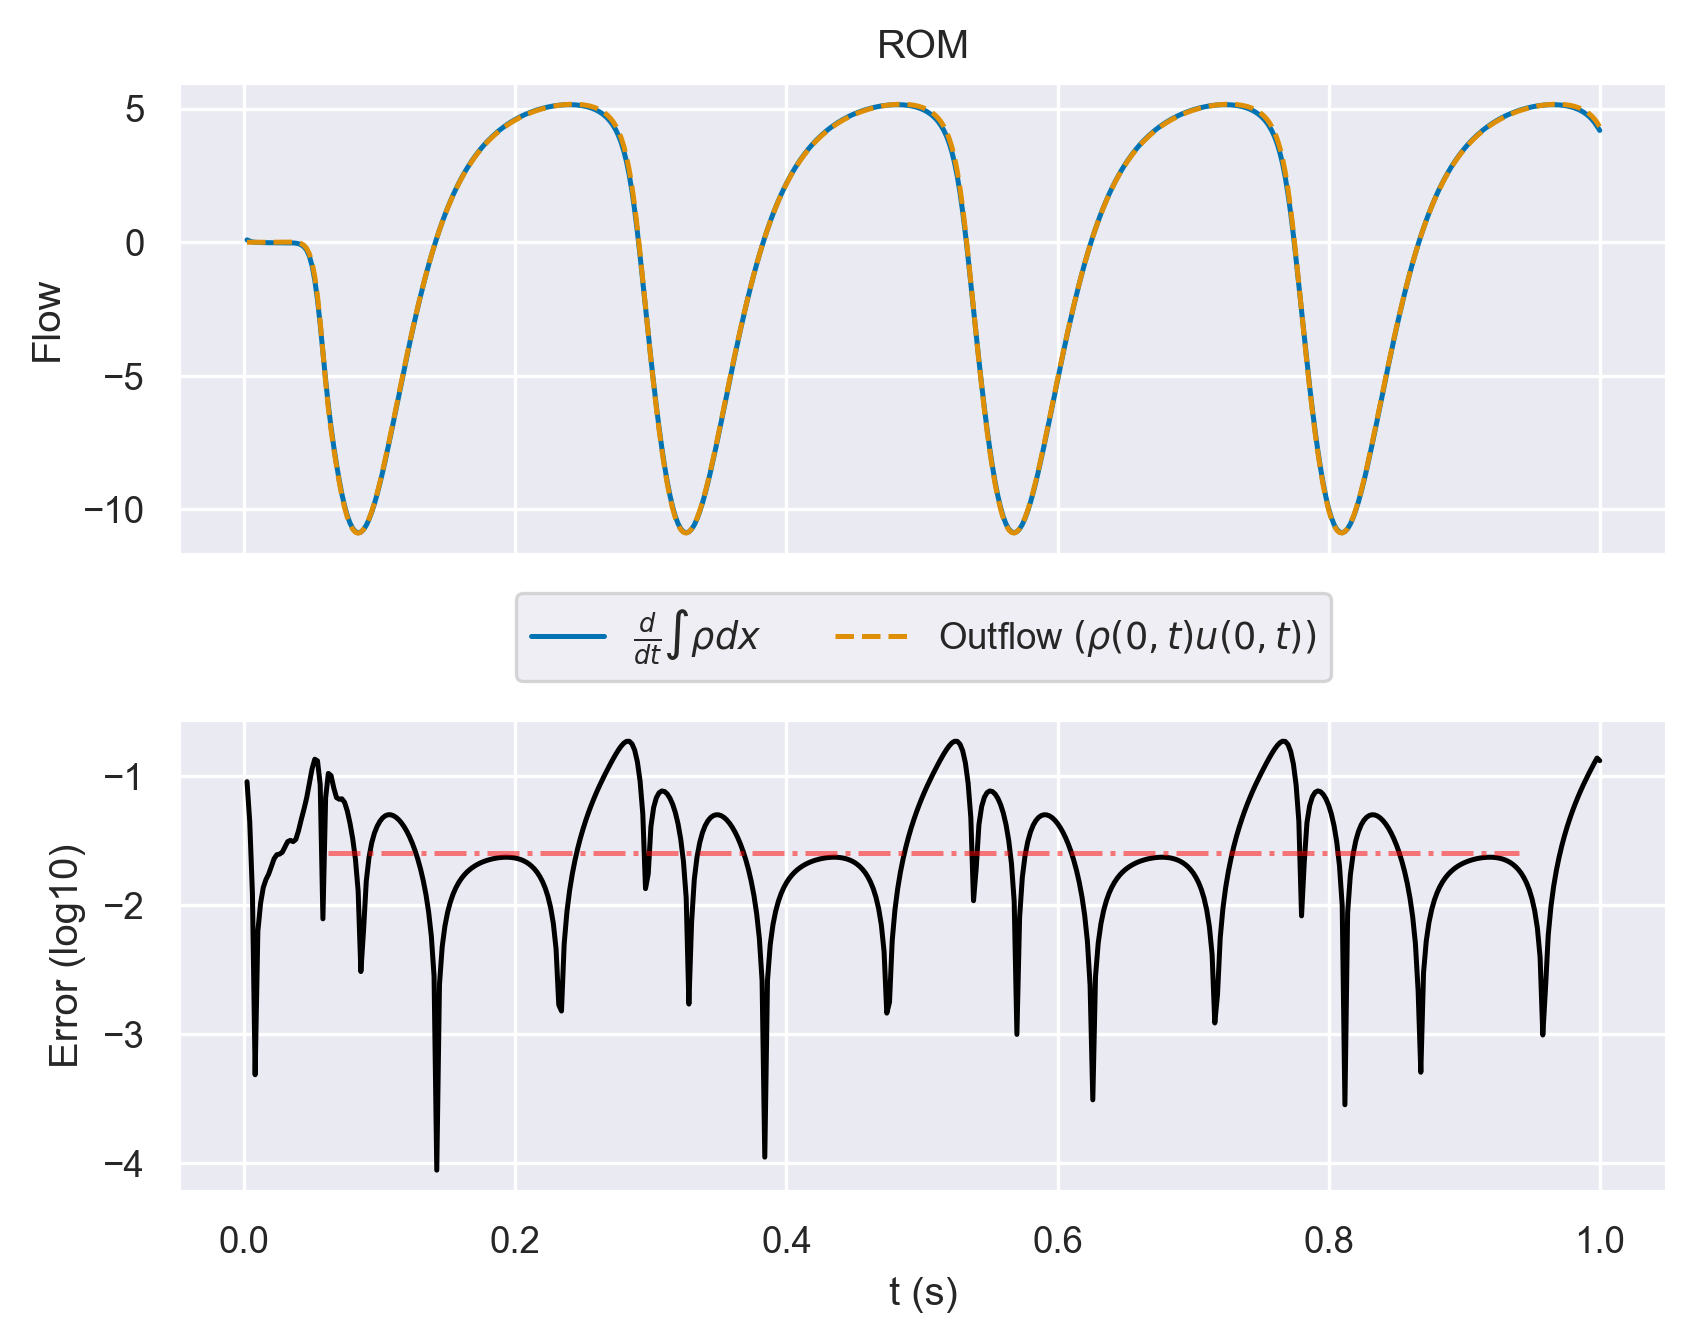 ROM
5
0
−5
−10
Flow
d/dt ∫ρdx
Outflow (ρ(0, t)u(0, t))
−1
−2
−3
−4
Error (log10)
0.0 0.2 0.4 0.6 0.8 1.0
t (s)